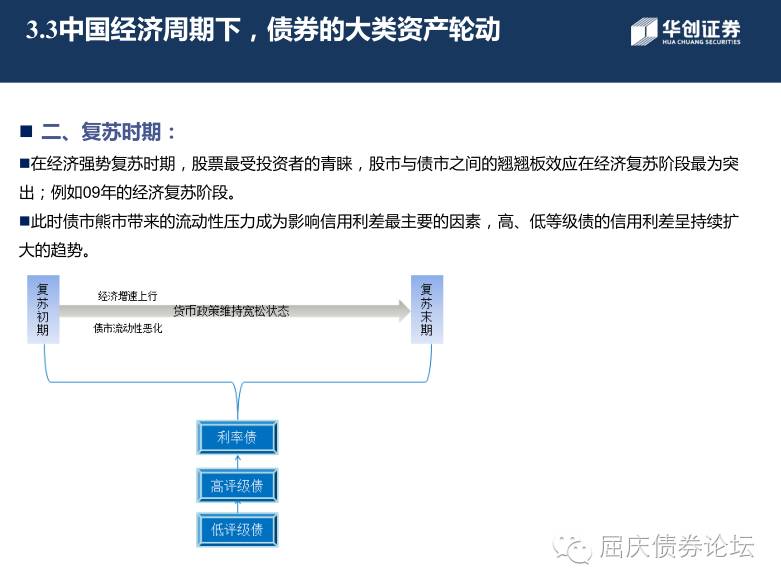 3.3中国经济周期下，债券的大类资产轮动
华创证券
HUA CHUANG SECURITIES
二、复苏时期：
在经济强势复苏时期，股票最受投资者的青睐，股市与债市之间的翘翘板效应在经济复苏阶段最为突
出；例如09年的经济复苏阶段。
此时债市熊市带来的流动性压力成为影响信用利差最主要的因素，高、低等级债的信用利差呈持续扩
大的趋势。
复苏初期
经济增速上行
货币政策维持宽松状态
债市流动性恶化
复苏末期
利率债
高评级债
低评级债
屈庆债券论坛